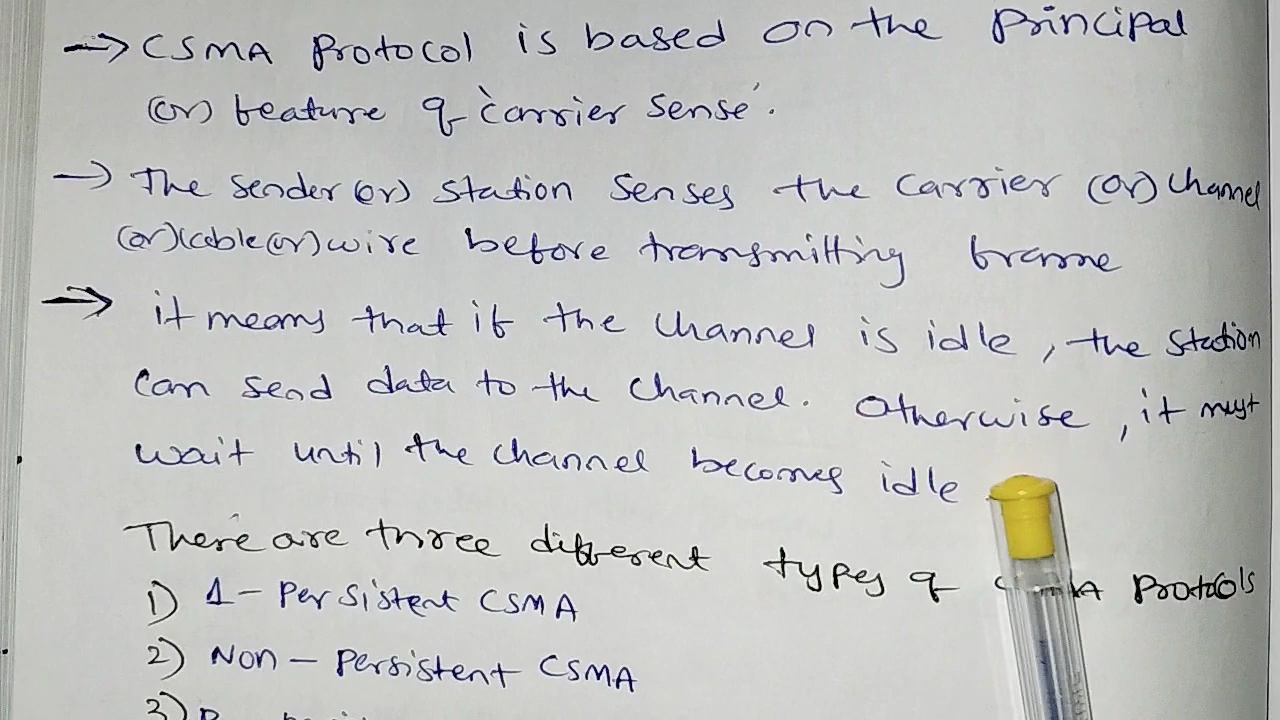 → CSMA Protocol is based on the Principal
(or) feature of 'carrier sense'.
→ The sender (or) station senses the carrier (or) channel
(or) cable (or) wire before transmitting frame
→ it means that if the channel is idle, the station
can send data to the channel. Otherwise, it must
wait until the channel becomes idle
There are three different types of CSMA Protocols
1) 1-Persistent CSMA
2) Non-Persistent CSMA
3) P